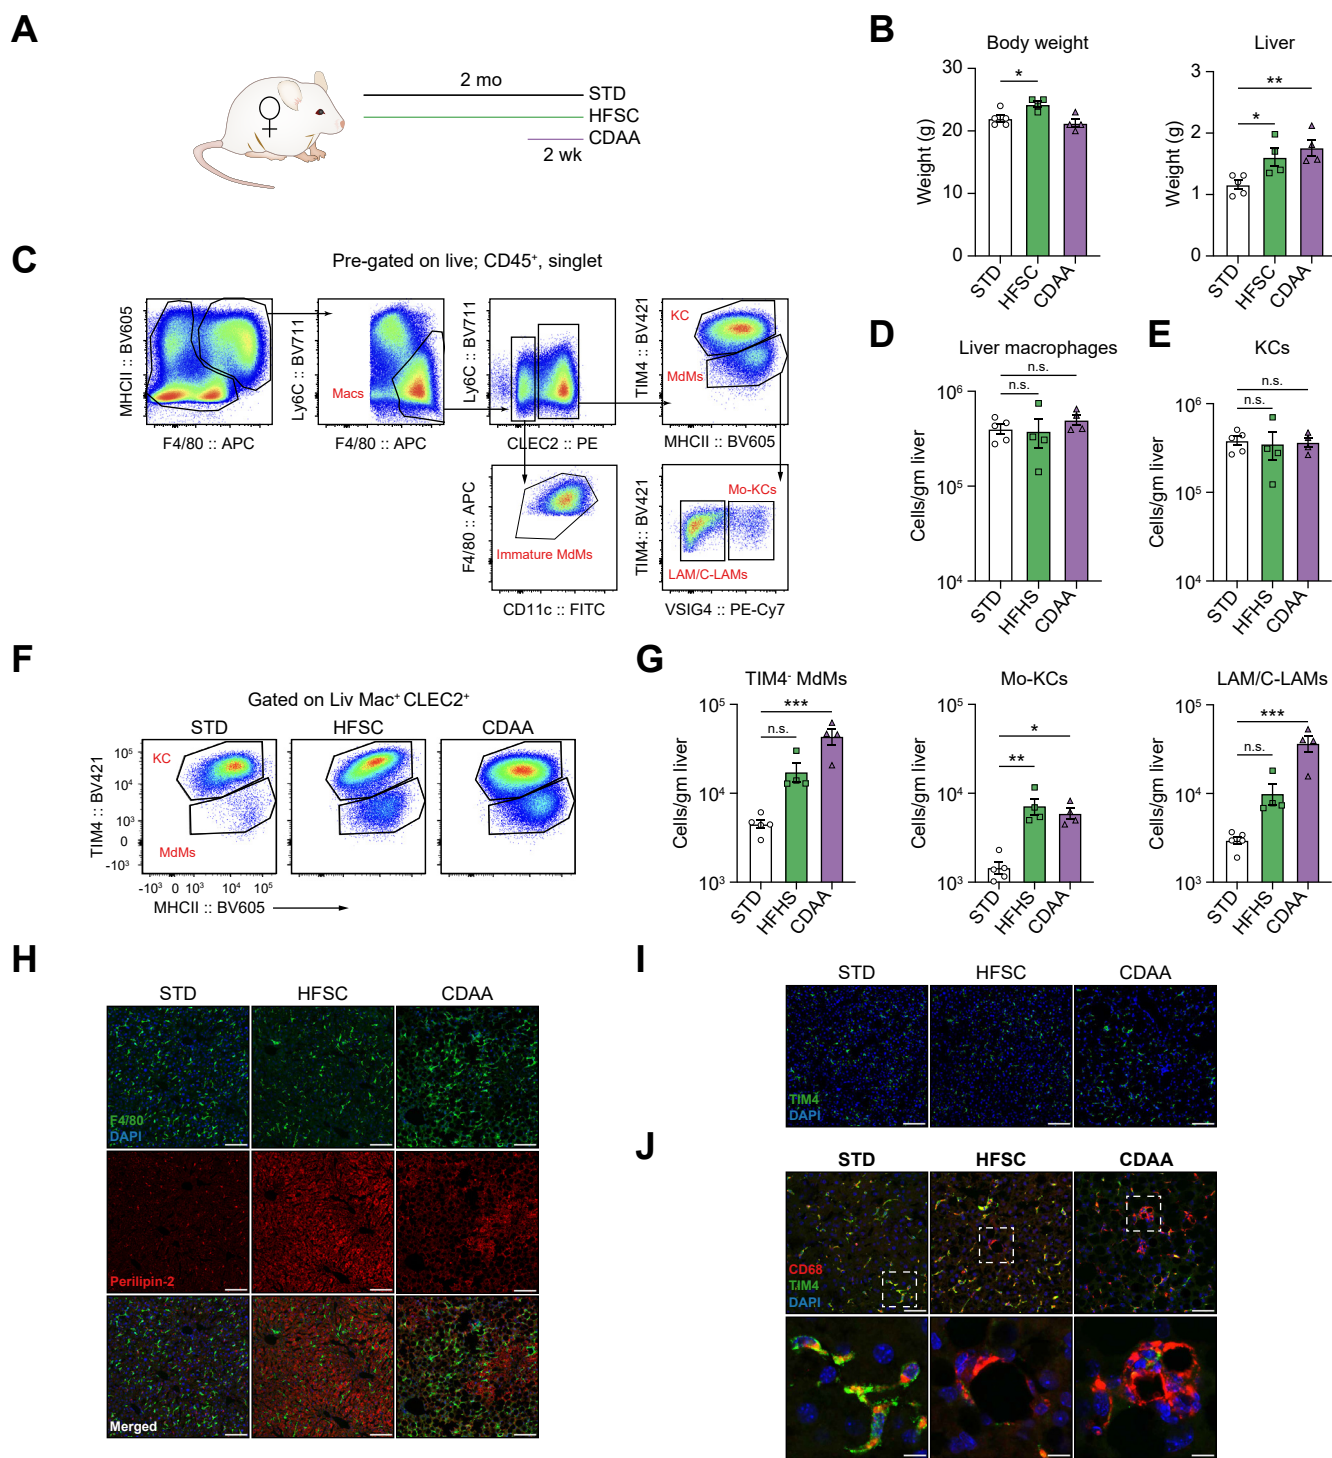 A
2 mo
STD
HFSC
CDAA
2 wk
B
Body weight
Weight (g)
30
20
10
0
*
STD
HFSC
CDAA
Liver
Weight (g)
3
2
1
0
**
*
STD
HFSC
CDAA
C
Pre-gated on live; CD45+, singlet
MHCII :: BV605
F4/80 :: APC
Ly6C :: BV711
Macs
F4/80 :: APC
Ly6C :: BV711
CLEC2 :: PE
TIM4 :: BV421
KC
MdMs
MHCII :: BV605
F4/80 :: APC
Immature MdMs
CD11c :: FITC
TIM4:: BV421
Mo-KCs
LAM/C-LAMs
VSIG4 :: PE-Cy7
D
Liver macrophages
Cells/gm liver
10⁶
10⁵
10⁴
n.s.
n.s.
STD
HFHS
CDAA
E
KCs
Cells/gm liver
10⁶
10⁵
10⁴
n.s.
n.s.
STD
HFHS
CDAA
F
Gated on Liv Mac+ CLEC2+
STD
HFSC
CDAA
TIM4 :: BV421
10⁵
10⁴
10³
0
-10³
KC
MdMs
-10³ 0 10³ 10⁴ 10⁵
MHCII :: BV605
G
TIM4- MdMs
Cells/gm liver
10⁵
10⁴
10³
***
n.s.
STD
HFHS
CDAA
Mo-KCs
Cells/gm liver
10⁵
10⁴
10³
*
**
STD
HFHS
CDAA
LAM/C-LAMs
Cells/gm liver
10⁵
10⁴
10³
***
n.s.
STD
HFHS
CDAA
H
STD
HFSC
CDAA
F4/80
DAPI
Perilipin-2
Merged
I
STD
HFSC
CDAA
TIM4
DAPI
J
STD
HFSC
CDAA
CD68
TIM4
DAPI